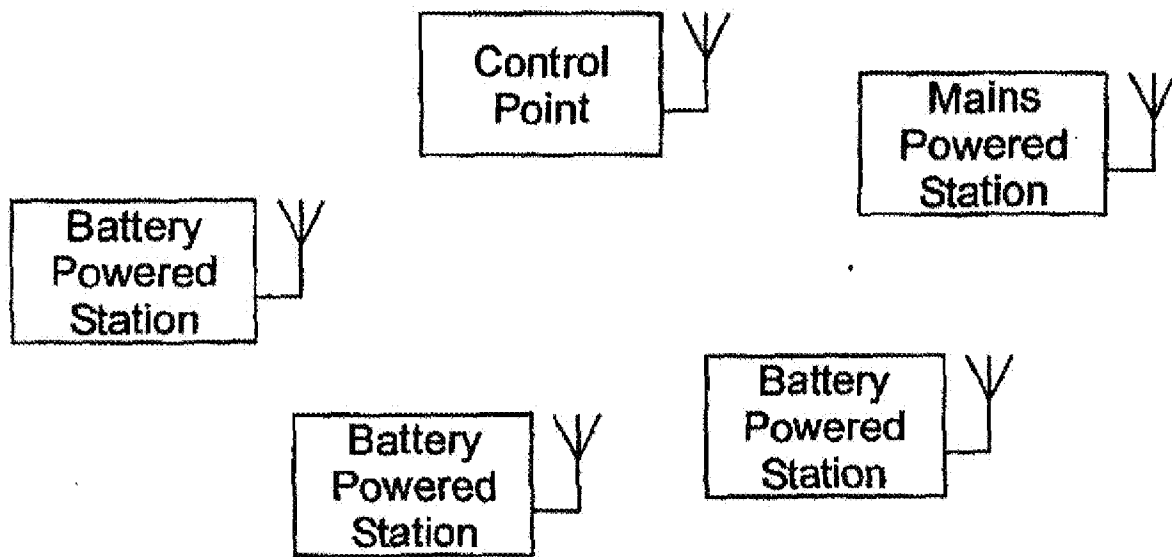 Control
Point
Mains
Powered
Station
Battery
Powered
Station
Battery
Powered
Station
Battery
Powered
Station